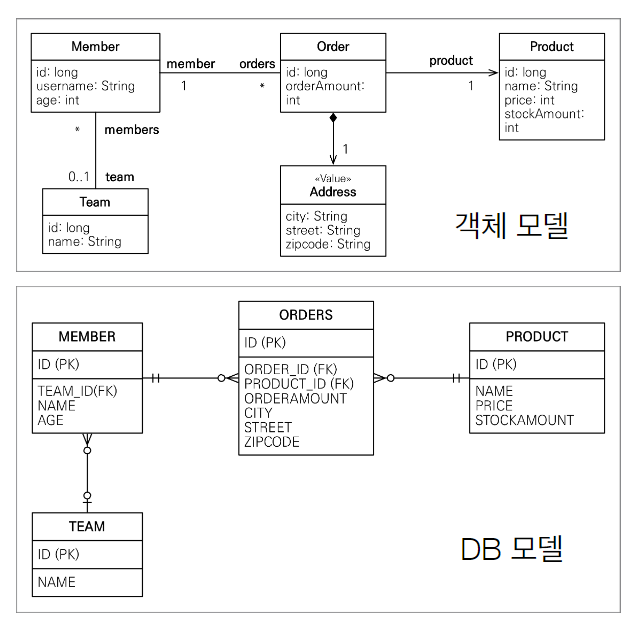 Member
id: long
username: String
age: int
member
orders
1
*
Order
id: long
orderAmount:
int
product
1
Product
id: long
name: String
price: int
stockAmount:
int
* members
0..1 team
Team
id: long
name: String
1
«Value»
Address
city: String
street: String
zipcode: String
객체 모델
MEMBER
ID (PK)
TEAM_ID(FK)
NAME
AGE
ORDERS
ID (PK)
ORDER_ID (FK)
PRODUCT_ID (FK)
ORDERAMOUNT
CITY
STREET
ZIPCODE
PRODUCT
ID (PK)
NAME
PRICE
STOCKAMOUNT
TEAM
ID (PK)
NAME
DB 모델